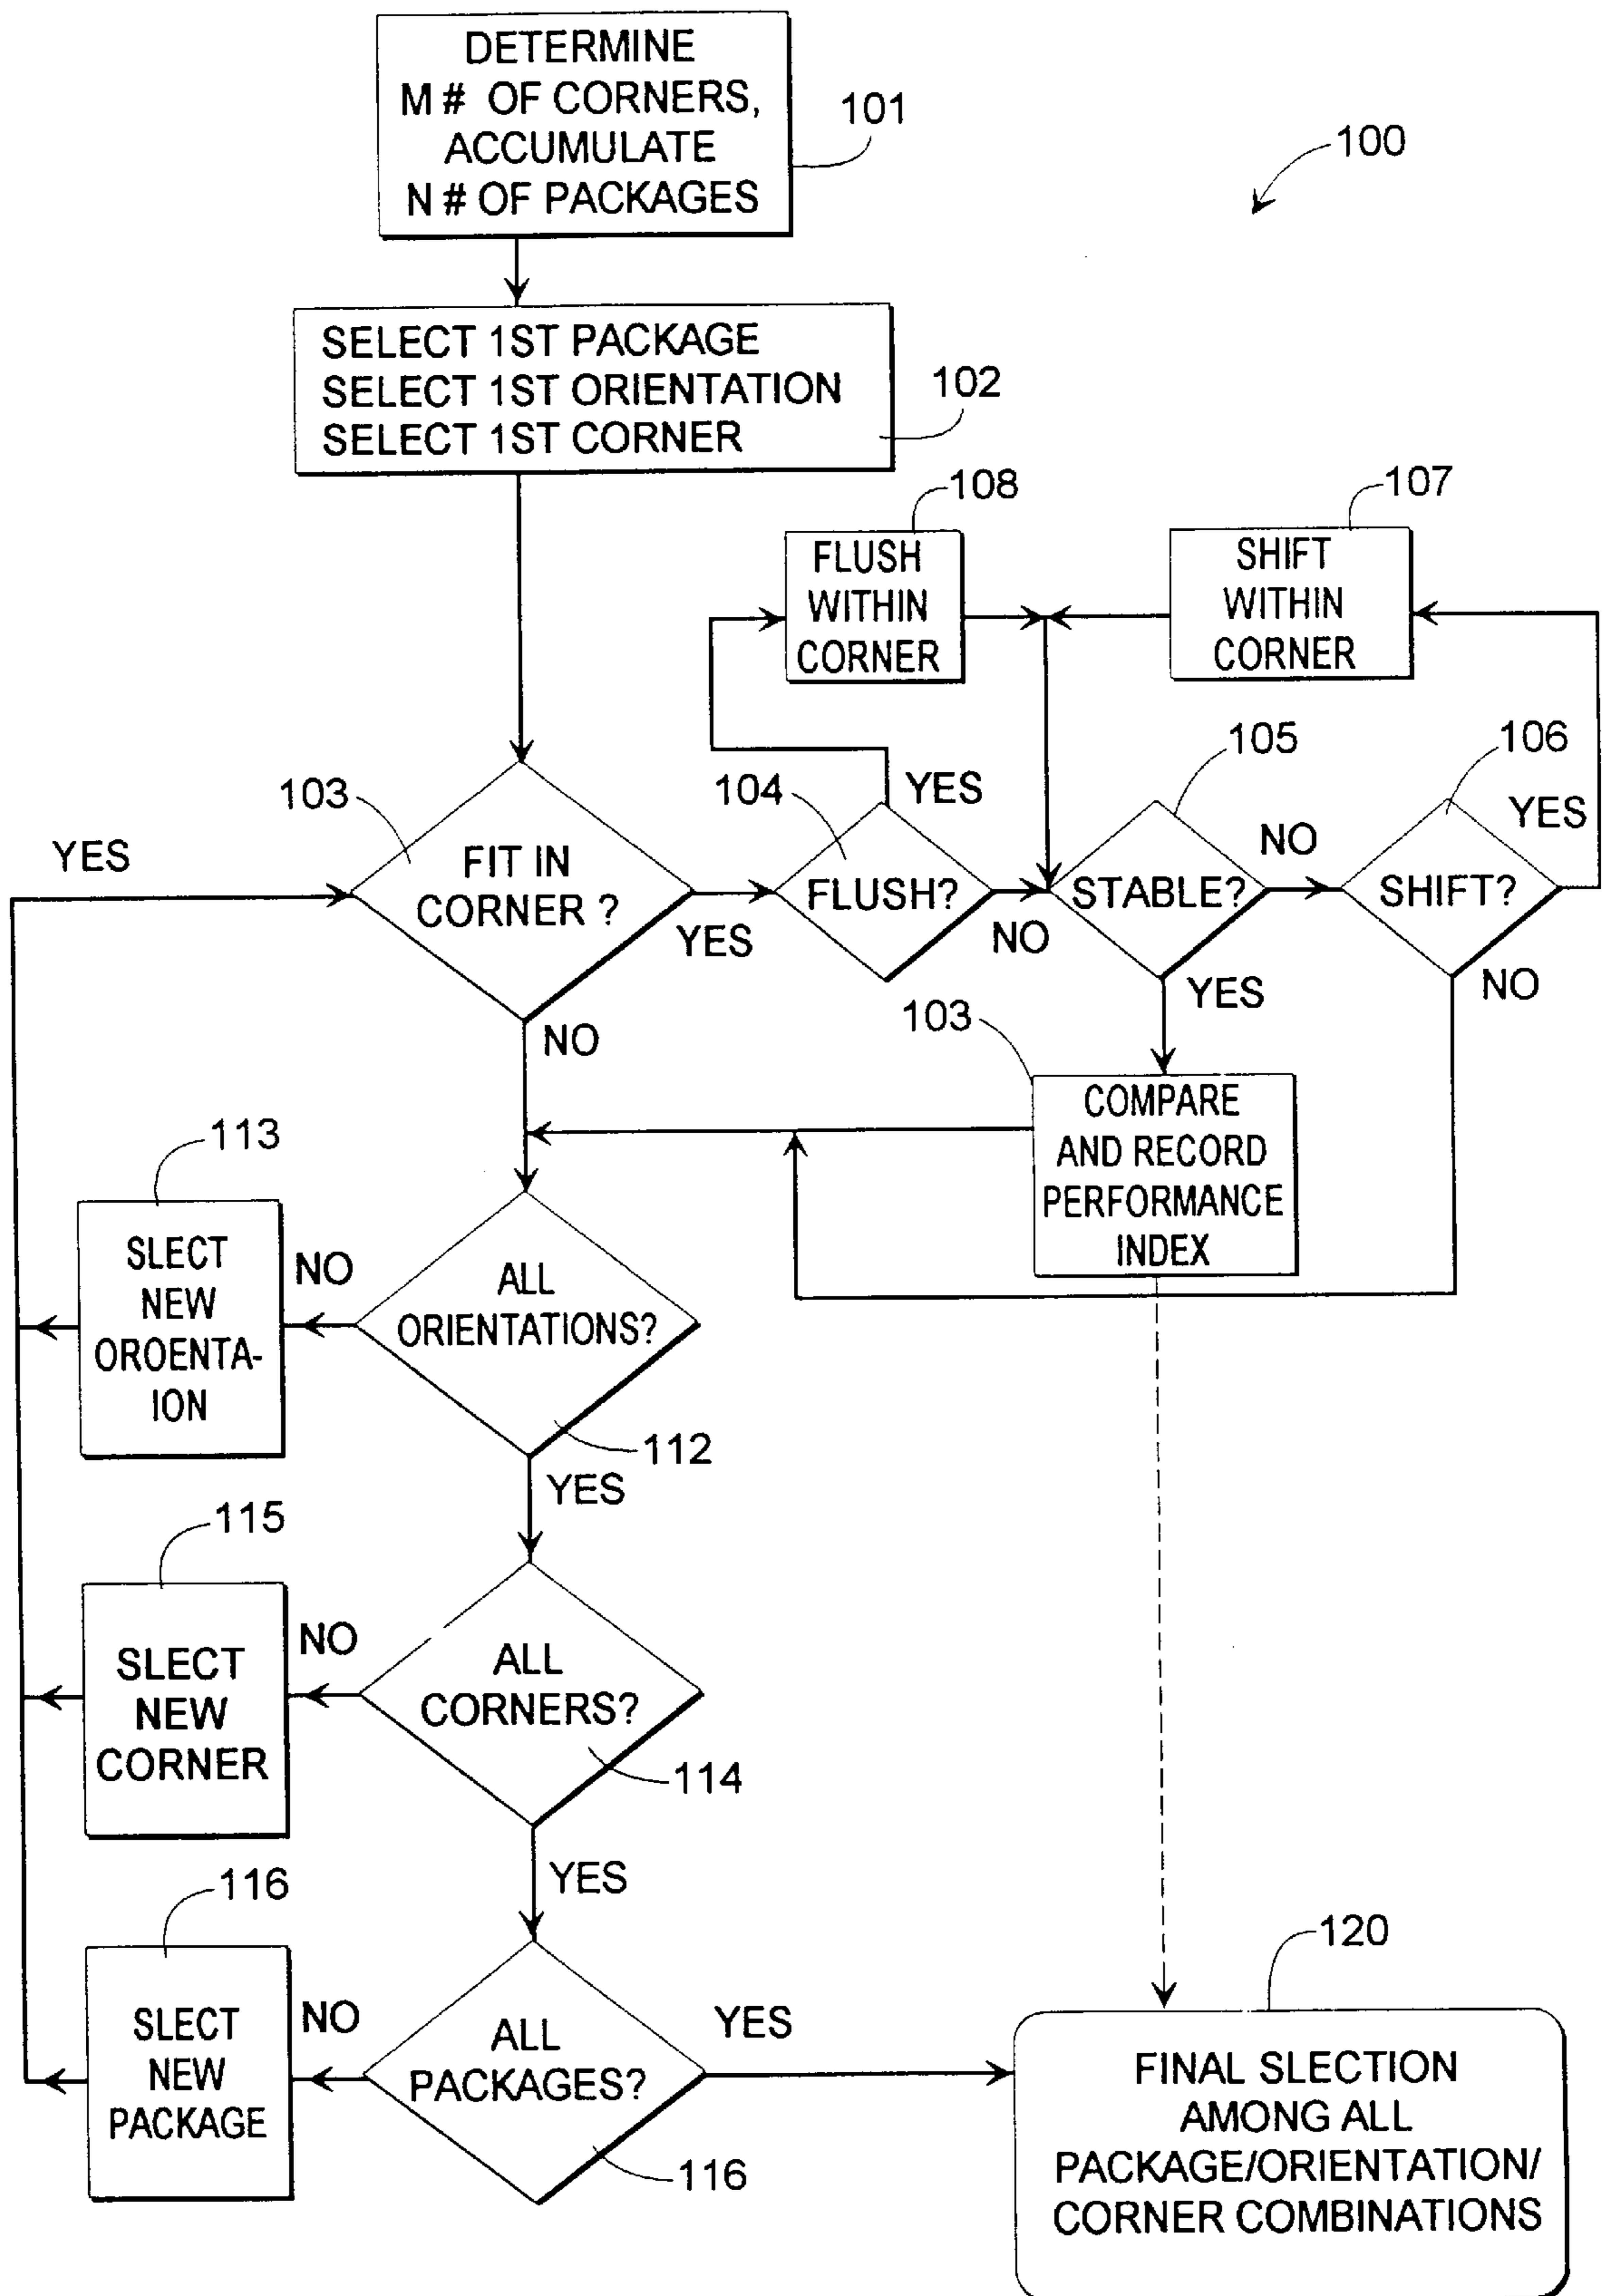 DETERMINE
M # OF CORNERS,
ACCUMULATE
N # OF PACKAGES
101
100
SELECT 1ST PACKAGE
SELECT 1ST ORIENTATION
SELECT 1ST CORNER
102
108
FLUSH
WITHIN
CORNER
107
SHIFT
WITHIN
CORNER
103
FIT IN
CORNER ?
YES
YES
NO
104
FLUSH?
YES
NO
105
STABLE?
NO
YES
106
SHIFT?
YES
NO
103
COMPARE
AND RECORD
PERFORMANCE
INDEX
113
SLECT
NEW
OROENTA-
ION
NO
ALL
ORIENTATIONS?
112
YES
115
SLECT
NEW
CORNER
NO
ALL
CORNERS?
114
YES
116
SLECT
NEW
PACKAGE
NO
ALL
PACKAGES?
116
YES
120
FINAL SLECTION
AMONG ALL
PACKAGE/ORIENTATION/
CORNER COMBINATIONS